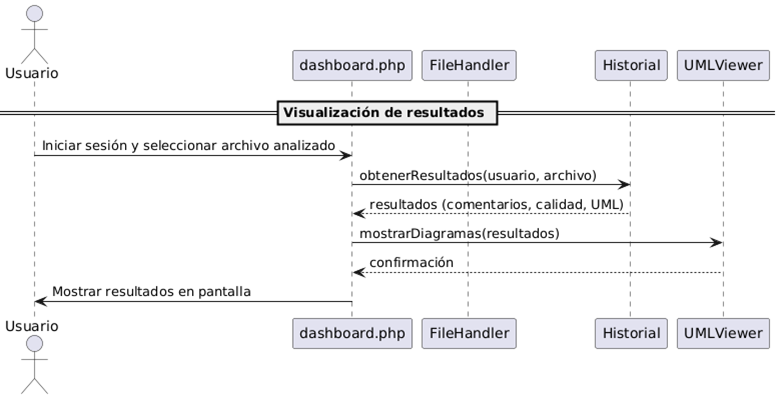 Usuario
dashboard.php
FileHandler
Historial
UMLViewer
Visualización de resultados
Iniciar sesión y seleccionar archivo analizado
obtenerResultados(usuario, archivo)
resultados (comentarios, calidad, UML)
mostrarDiagramas(resultados)
confirmación
Mostrar resultados en pantalla
Usuario
dashboard.php
FileHandler
Historial
UMLViewer